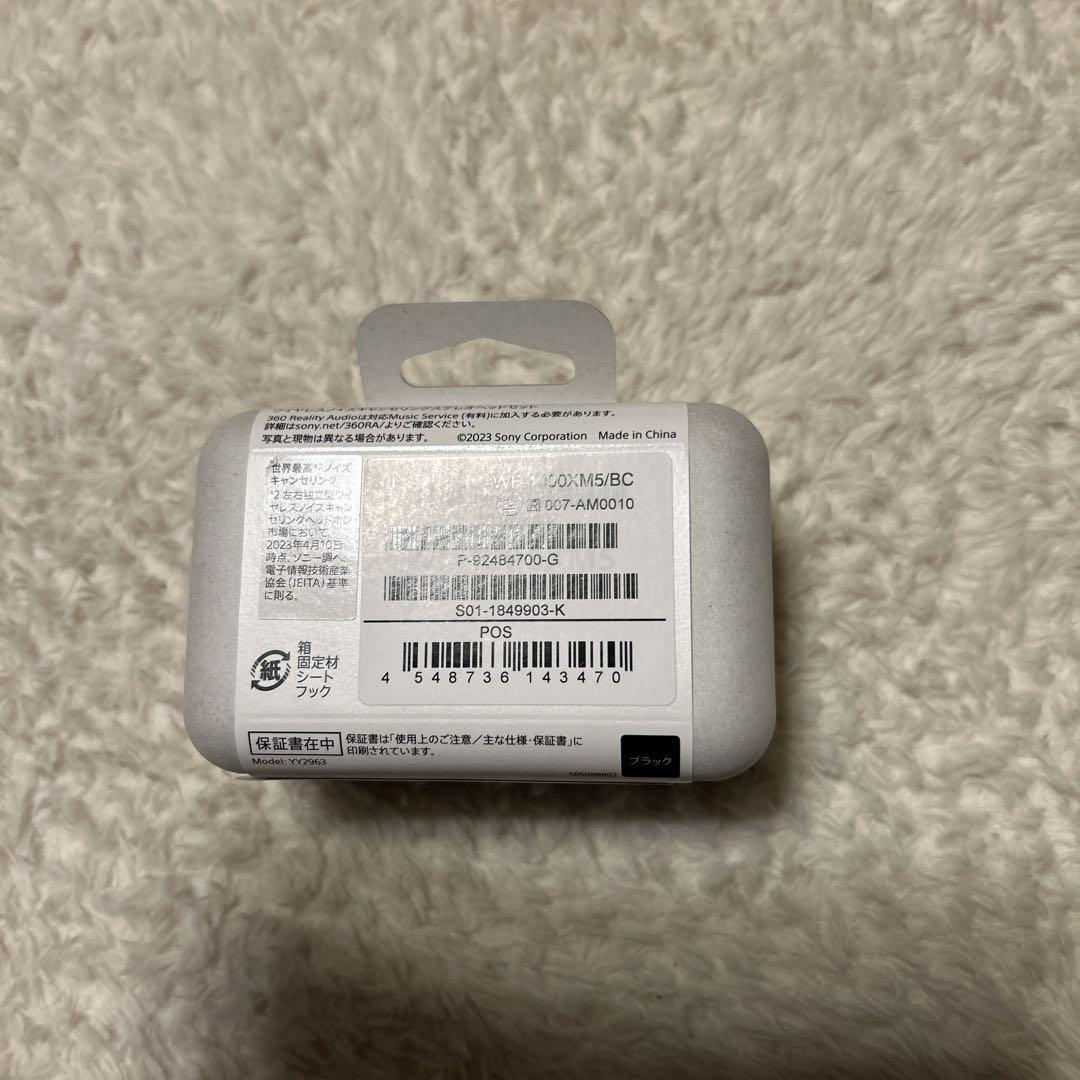 360 Reality Audioは対応Music Service (有料)に加入する必要があります。
詳細はsony.net/360RA/よりご確認ください。
写真と現物は異なる場合があります。 ©2023 Sony Corporation Made in China
世界最高*2ノイズ
キャンセリング
*2 左右独立型ワイ
ヤレスノイズキャン
セリングヘッドホン
市場において。
2023年4月10日
時点、ソニー調べ。
電子情報技術産業
協会(JEITA)基準
に則る。
J WF-1000XM5/BC
R 007-AM0010
P-92484700-G
S01-1849903-K
POS
4 548736 143470
紙
箱
固定材
シート
フック
保証書在中
保証書は「使用上のご注意/主な仕様・保証書」に
印刷されています。
Model: YY2963
505098802
ブラック